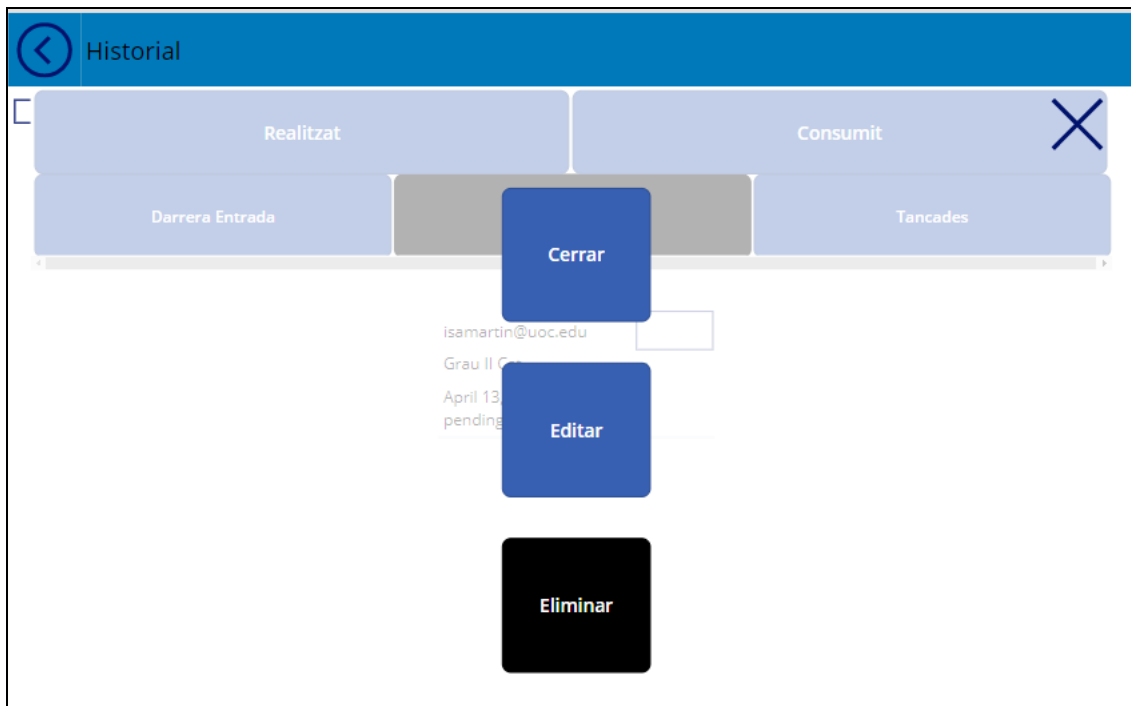 Historial
Realitzat
Consumit
Darrera Entrada
Tancades
Cerrar
isamartin@uoc.edu
Grau II
April 13,
pending
Editar
Eliminar